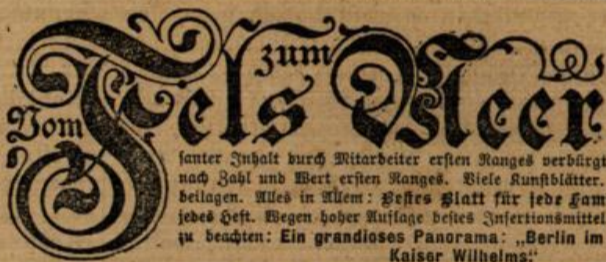 Vom Fels zum Meer
santer Inhalt durch Mitarbeiter ersten Ranges verbürgt
nach Zahl und Wert ersten Ranges. Viele Kunstblätter.
beilagen. Alles in Allem: Bestes Blatt für jede Fam
jedes Heft. Wegen hoher Auflage bestes Insertionsmittel
zu beachten: Ein grandioses Panorama: „Berlin im
Kaiser Wilhelms“